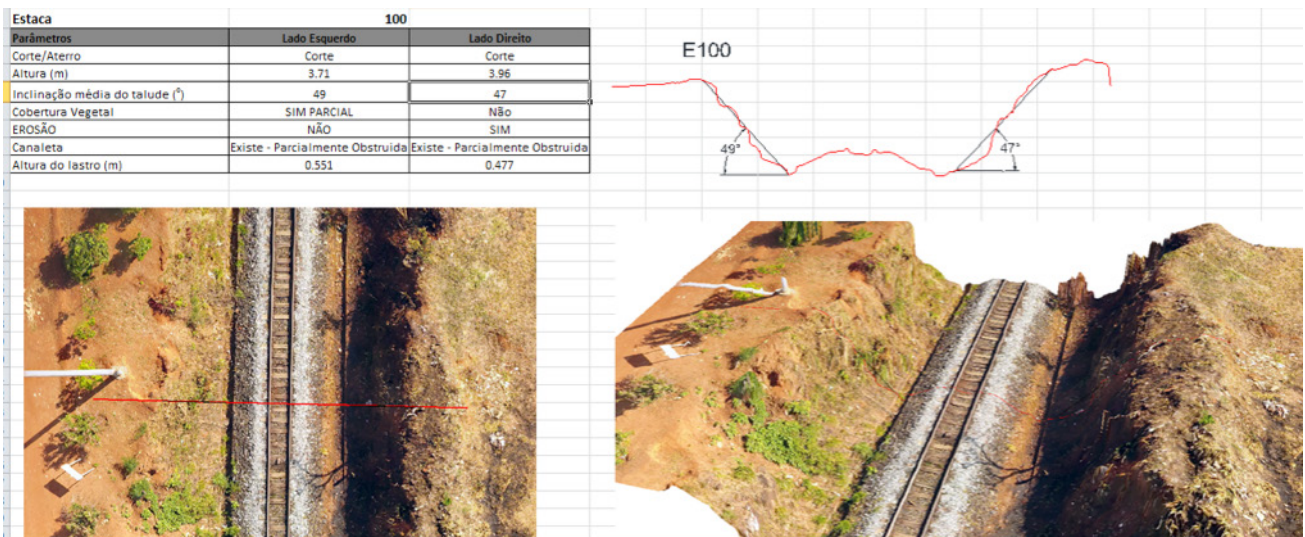 Estaca 100
Parâmetros Lado Esquerdo Lado Direito
Corte/Aterro Corte Corte
Altura (m) 3.71 3.96
Inclinação média do talude (⁰) 49 47
Cobertura Vegetal SIM PARCIAL Não
EROSÃO NÃO SIM
Canaleta Existe - Parcialmente Obstruida Existe - Parcialmente Obstruida
Altura do lastro (m) 0.551 0.477
E100
49°
47°